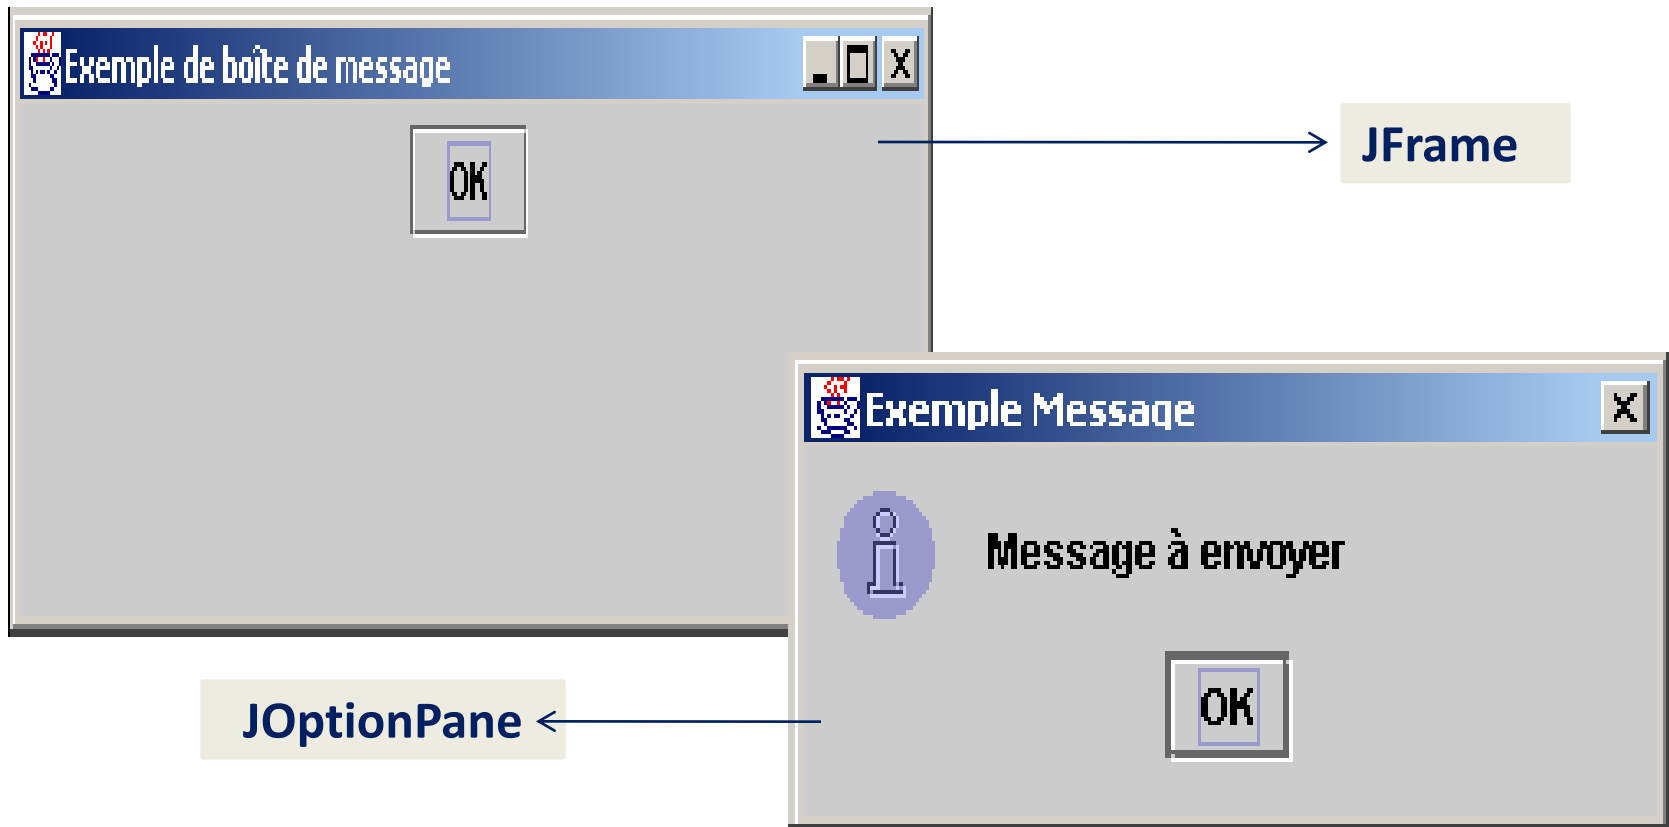 Exemple de boîte de message
OK
JFrame
Exemple Message
Message à envoyer
OK
JOptionPane